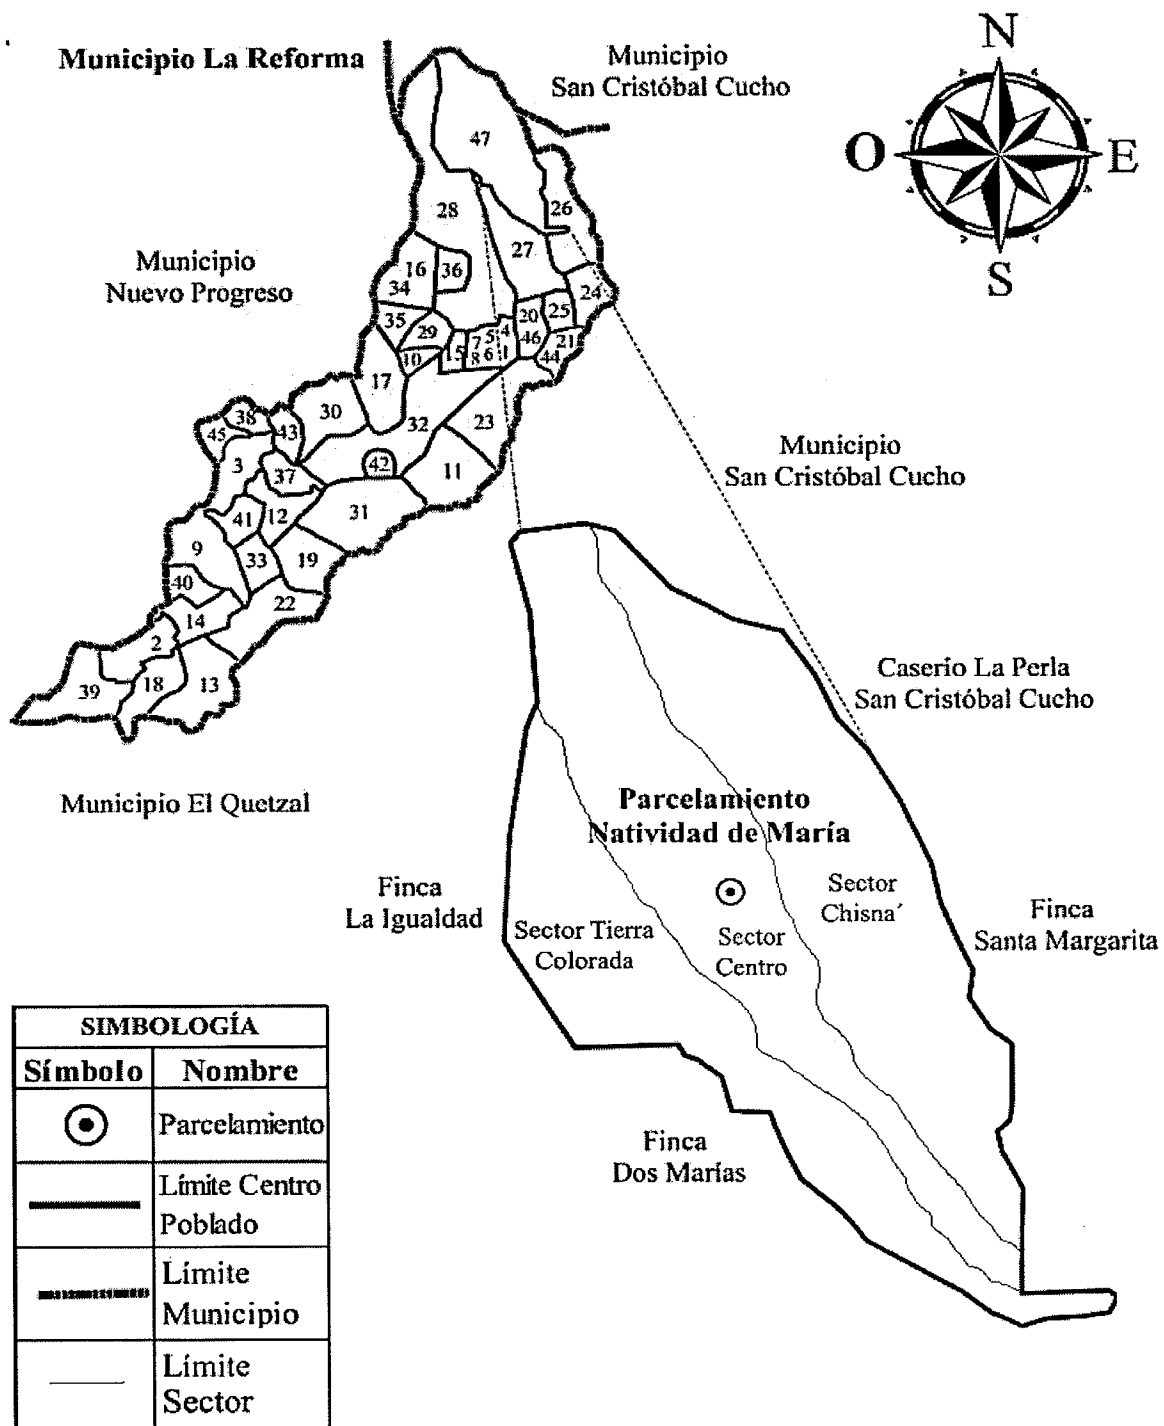 Municipio La Reforma
Municipio
San Cristóbal Cucho
N
O
E
S
47
26
28
27
Municipio
Nuevo Progreso
16
36
34
24
20
25
35
29
4
5
7
46
21
10
15
8
6
1
44
17
38
30
32
23
45
43
3
42
11
37
Municipio
San Cristóbal Cucho
41
12
31
9
33
19
40
22
14
2
39
18
13
Caserío La Perla
San Cristóbal Cucho
Municipio El Quetzal
Parcelamiento
Natividad de María
Finca
La Igualdad
Sector
Chisna´
Finca
Santa Margarita
Sector Tierra
Colorada
Sector
Centro
Finca
Dos Marías
SIMBOLOGÍA
Símbolo Nombre
Parcelamiento
Límite Centro
Poblado
Límite
Municipio
Límite
Sector